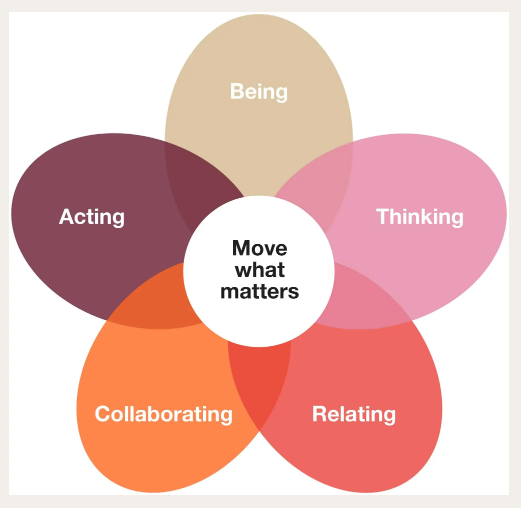 Being
Acting
Thinking
Move
what
matters
Collaborating
Relating